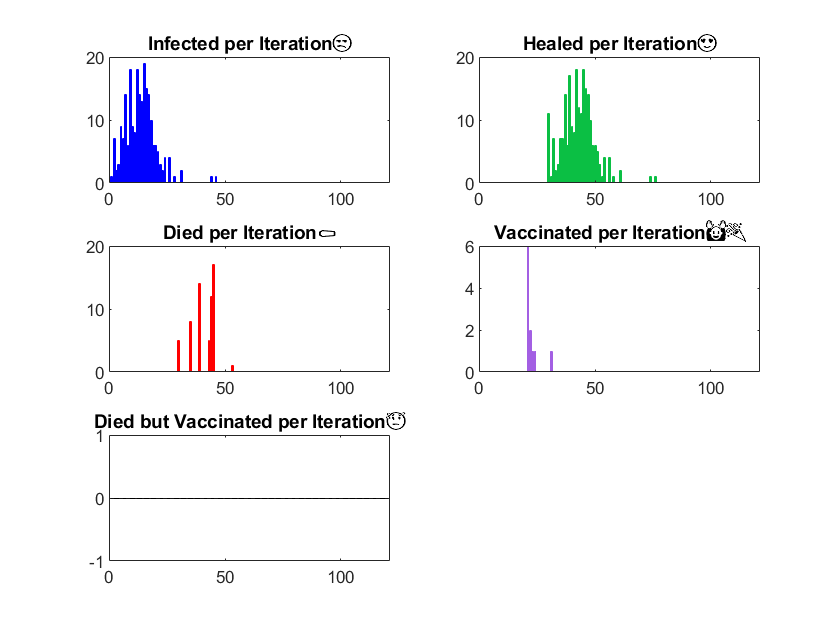 Infected per Iteration😒 Healed per Iteration😍
20 20
10 10
0 0
0 50 100 0 50 100
Died per Iteration⚰ Vaccinated per Iteration🙌🎉
20 6
10 4
2
0 0
0 50 100 0 50 100
Died but Vaccinated per Iteration😇
1
0
-1
0 50 100